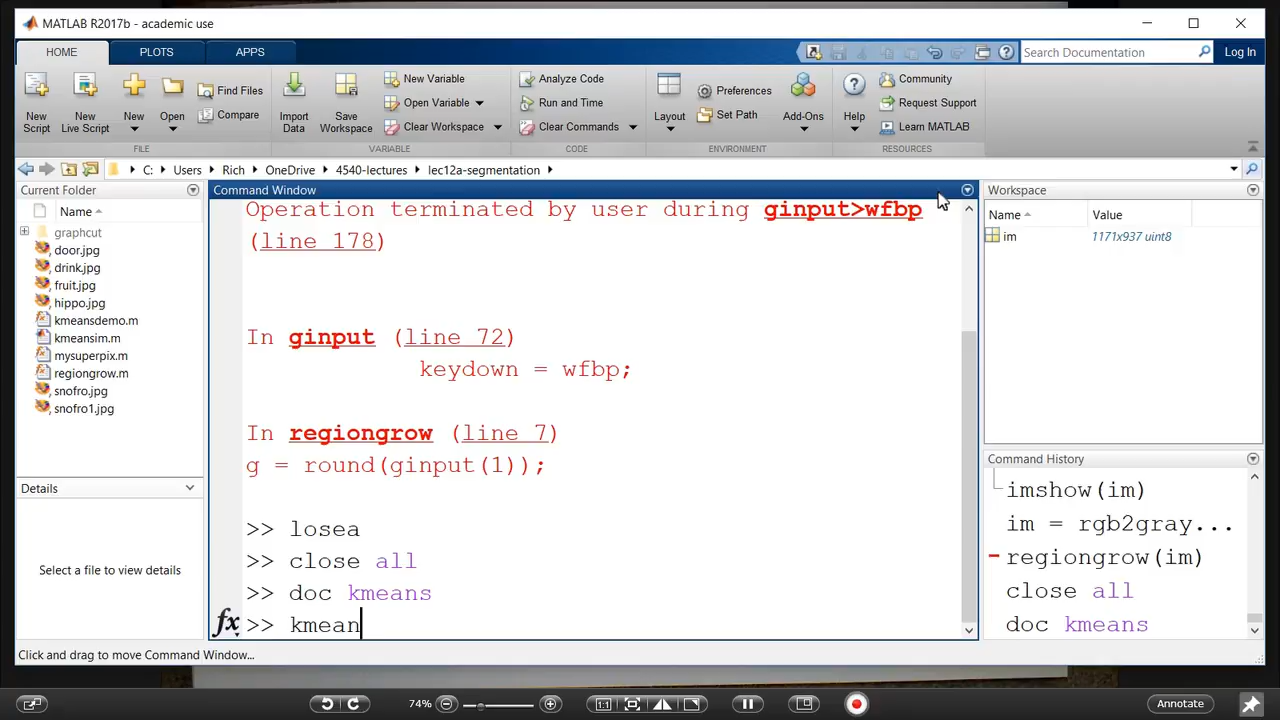 MATLAB R2017b - academic use
HOME PLOTS APPS
Search Documentation Log In
New Script
New Live Script
New
Open
Find Files
Compare
FILE
Import Data
Save Workspace
New Variable
Open Variable
Clear Workspace
VARIABLE
Analyze Code
Run and Time
Clear Commands
CODE
Layout
Preferences
Set Path
Add-Ons
ENVIRONMENT
Help
Community
Request Support
Learn MATLAB
RESOURCES
C: Users Rich OneDrive 4540-lectures lec12a-segmentation
Current Folder
Name
graphcut
door.jpg
drink.jpg
fruit.jpg
hippo.jpg
kmeansdemo.m
kmeansim.m
mysuperpix.m
regiongrow.m
snofro.jpg
snofro1.jpg
Details
Select a file to view details
Command Window
Operation terminated by user during ginput>wfbp
(line 178)
In ginput (line 72)
keydown = wfbp;
In regiongrow (line 7)
g = round(ginput(1));
>> losea
>> close all
>> doc kmeans
fx >> kmean
Workspace
Name Value
im 1171x937 uint8
Command History
imshow(im)
im = rgb2gray...
regiongrow(im)
close all
doc kmeans
Click and drag to move Command Window...
74% 1:1 Annotate